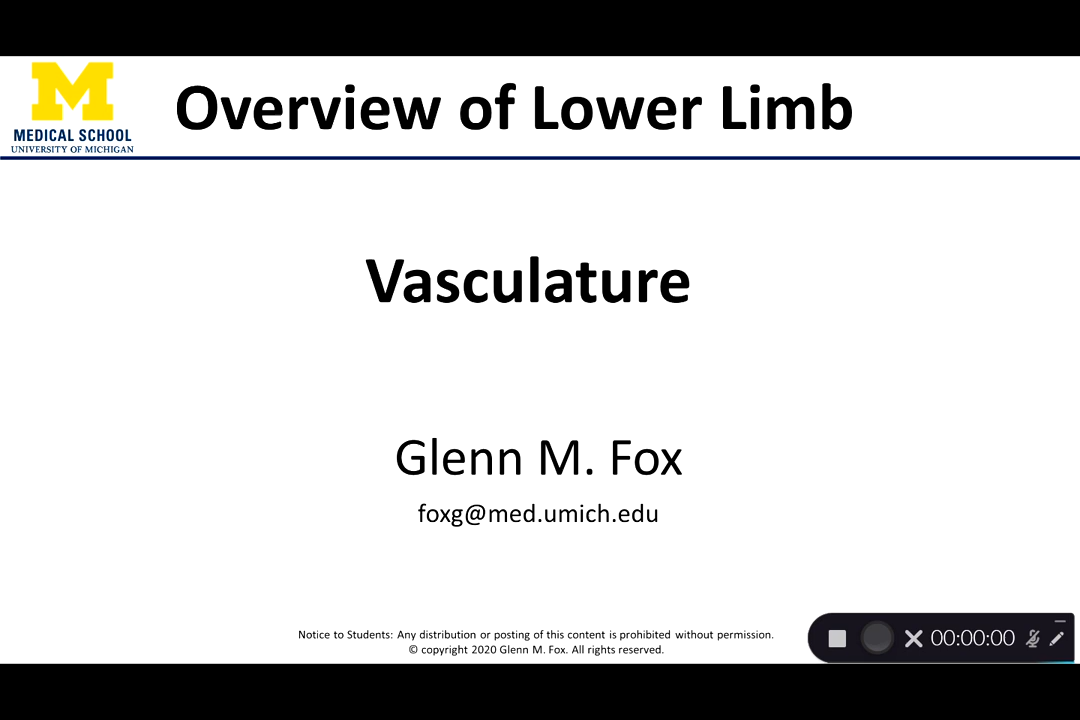 M
MEDICAL SCHOOL
UNIVERSITY OF MICHIGAN
Overview of Lower Limb
Vasculature
Glenn M. Fox
foxg@med.umich.edu
Notice to Students: Any distribution or posting of this content is prohibited without permission.
© copyright 2020 Glenn M. Fox. All rights reserved.
00:00:00